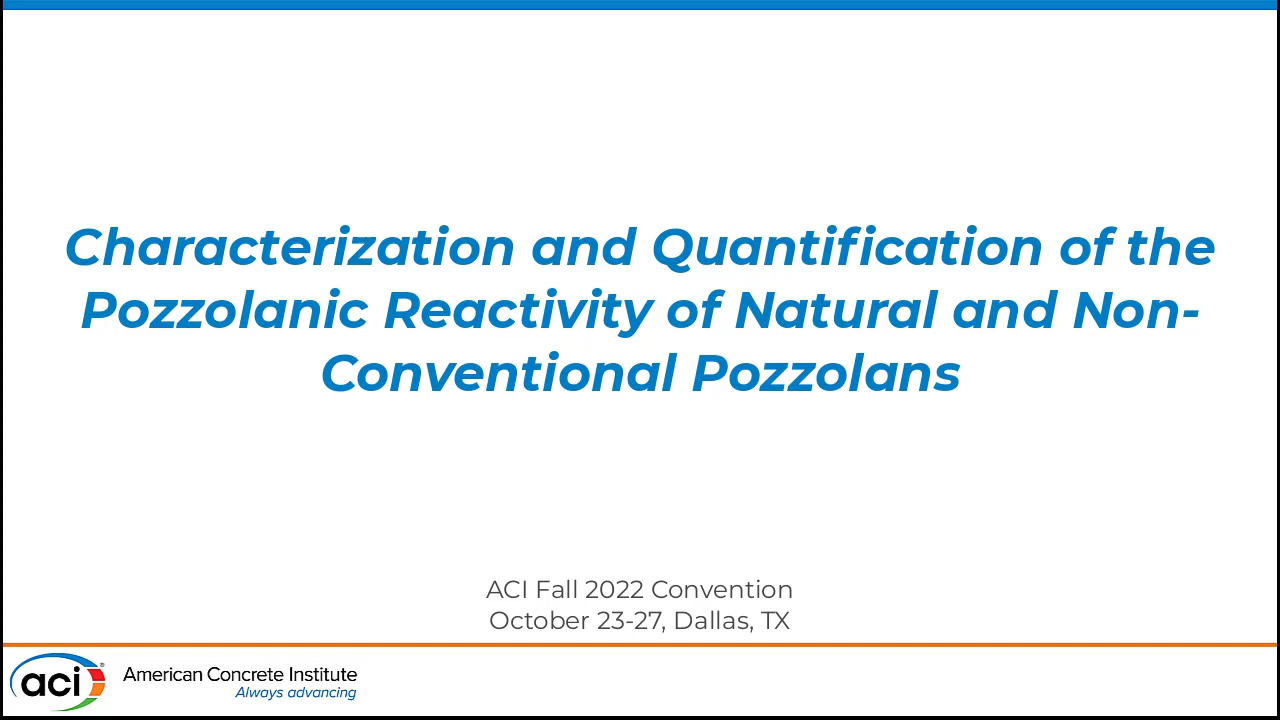 Characterization and Quantification of the
Pozzolanic Reactivity of Natural and Non-
Conventional Pozzolans
ACI Fall 2022 Convention
October 23-27, Dallas, TX
aci® American Concrete Institute
Always advancing